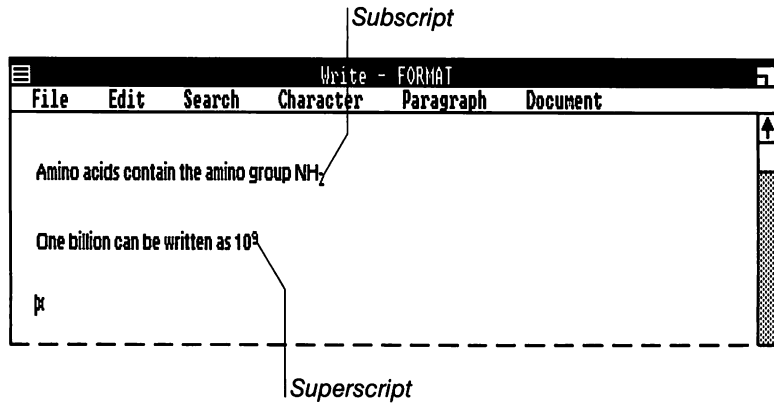 Subscript
Write - FORMAT
File Edit Search Character Paragraph Document
Amino acids contain the amino group NH₂
One billion can be written as 10⁹
Superscript